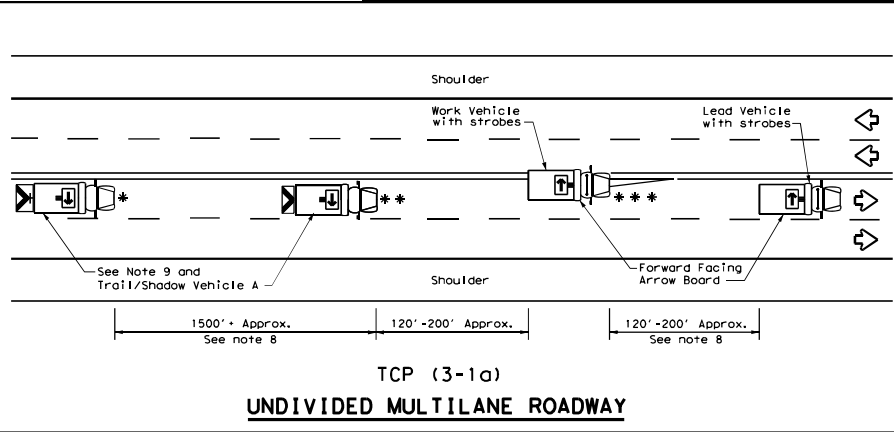 Shoulder
Work Vehicle
with strobes
Lead Vehicle
with strobes
*
**
***
See Note 9 and
Trail/Shadow Vehicle A
Shoulder
Forward Facing
Arrow Board
1500'+ Approx.
See note 8
120'-200' Approx.
120'-200' Approx.
See note 8
TCP (3-1a)
UNDIVIDED MULTILANE ROADWAY